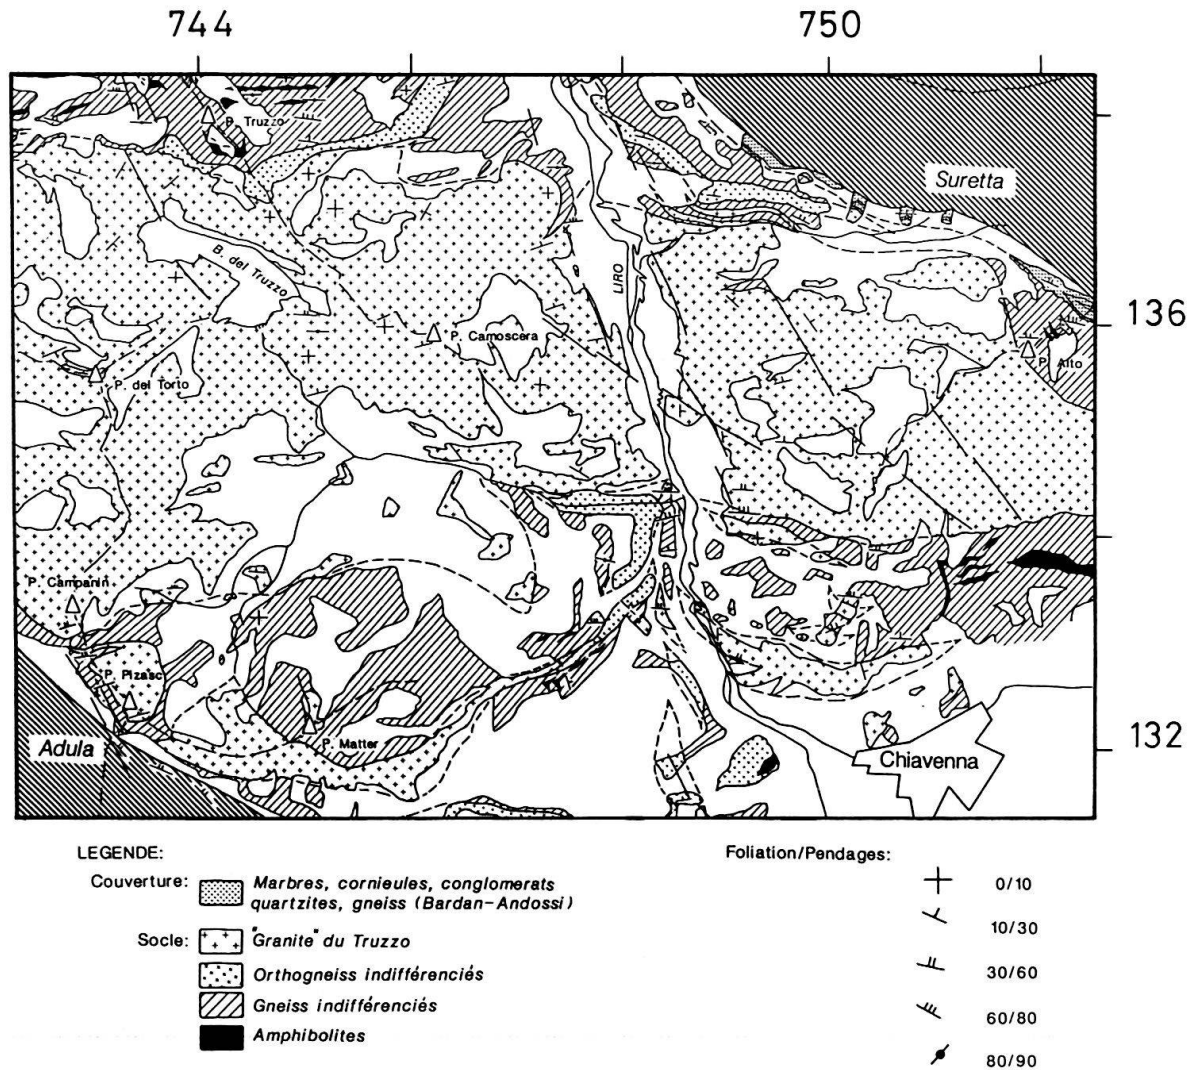 744 750
P. Truzzo
Suretta
B. del Truzzo
LIRO
136
P. Camoscera
P. Alto
P. del Torto
P. Campanin
P. Pizasc
Adula
P. Matter
132
Chiavenna
LEGENDE:
Couverture: Marbres, cornieules, conglomerats
quartzites, gneiss (Bardan-Andossi)
Socle: "Granite" du Truzzo
Orthogneiss indifférenciés
Gneiss indifférenciés
Amphibolites
Foliation/Pendages:
0/10
10/30
30/60
60/80
80/90